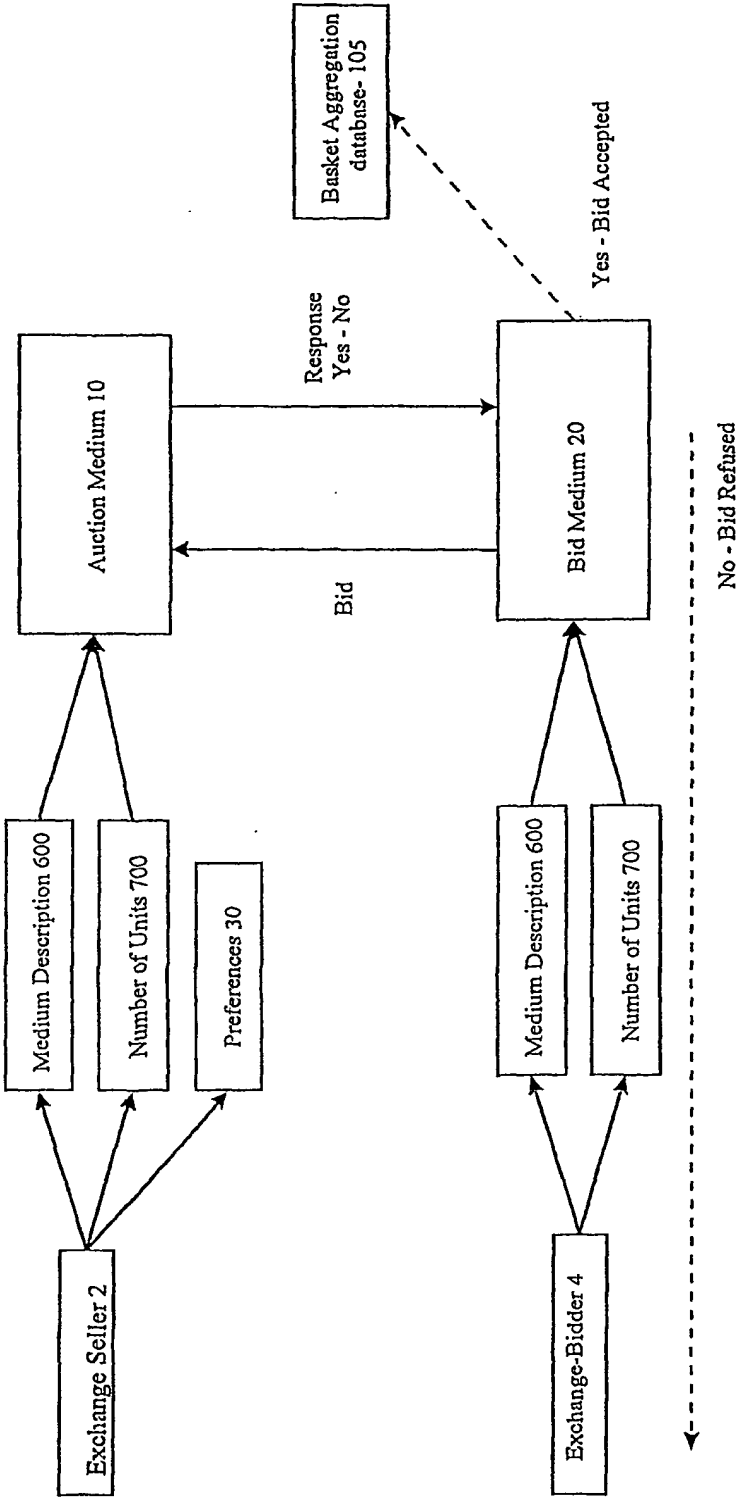 Exchange Seller 2
Medium Description 600
Number of Units 700
Preferences 30
Auction Medium 10
Bid
Response
Yes - No
Exchange-Bidder 4
Medium Description 600
Number of Units 700
Bid Medium 20
Basket Aggregation
database- 105
Yes - Bid Accepted
No - Bid Refused